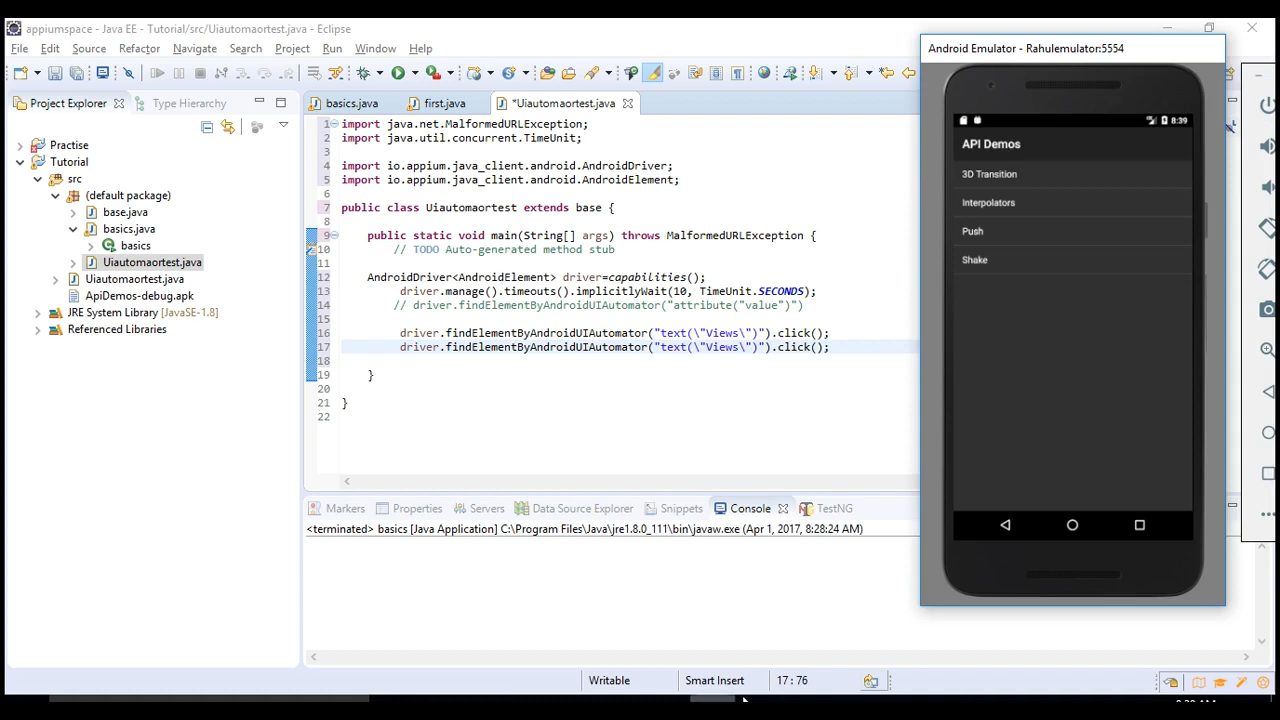 appiumspace - Java EE - Tutorial/src/Uiautomaortest.java - Eclipse
File Edit Source Refactor Navigate Search Project Run Window Help
Project Explorer Type Hierarchy
Practise
Tutorial
src
(default package)
base.java
basics.java
basics
Uiautomaortest.java
Uiautomaortest.java
ApiDemos-debug.apk
JRE System Library [JavaSE-1.8]
Referenced Libraries
basics.java first.java *Uiautomaortest.java
1 import java.net.MalformedURLException;
2 import java.util.concurrent.TimeUnit;
3
4 import io.appium.java_client.android.AndroidDriver;
5 import io.appium.java_client.android.AndroidElement;
6
7 public class Uiautomaortest extends base {
8
9 public static void main(String[] args) throws MalformedURLException {
10 // TODO Auto-generated method stub
11
12 AndroidDriver<AndroidElement> driver=capabilities();
13 driver.manage().timeouts().implicitlyWait(10, TimeUnit.SECONDS);
14 // driver.findElementByAndroidUIAutomator("attribute("value")")
15
16 driver.findElementByAndroidUIAutomator("text(\"Views\")").click();
17 driver.findElementByAndroidUIAutomator("text(\"Views\")").click();
18
19 }
20
21 }
22
Markers Properties Servers Data Source Explorer Snippets Console TestNG
<terminated> basics [Java Application] C:\Program Files\Java\jre1.8.0_111\bin\javaw.exe (Apr 1, 2017, 8:28:24 AM)
Writable Smart Insert 17 : 76
Android Emulator - Rahulemulator:5554
8:39
API Demos
3D Transition
Interpolators
Push
Shake